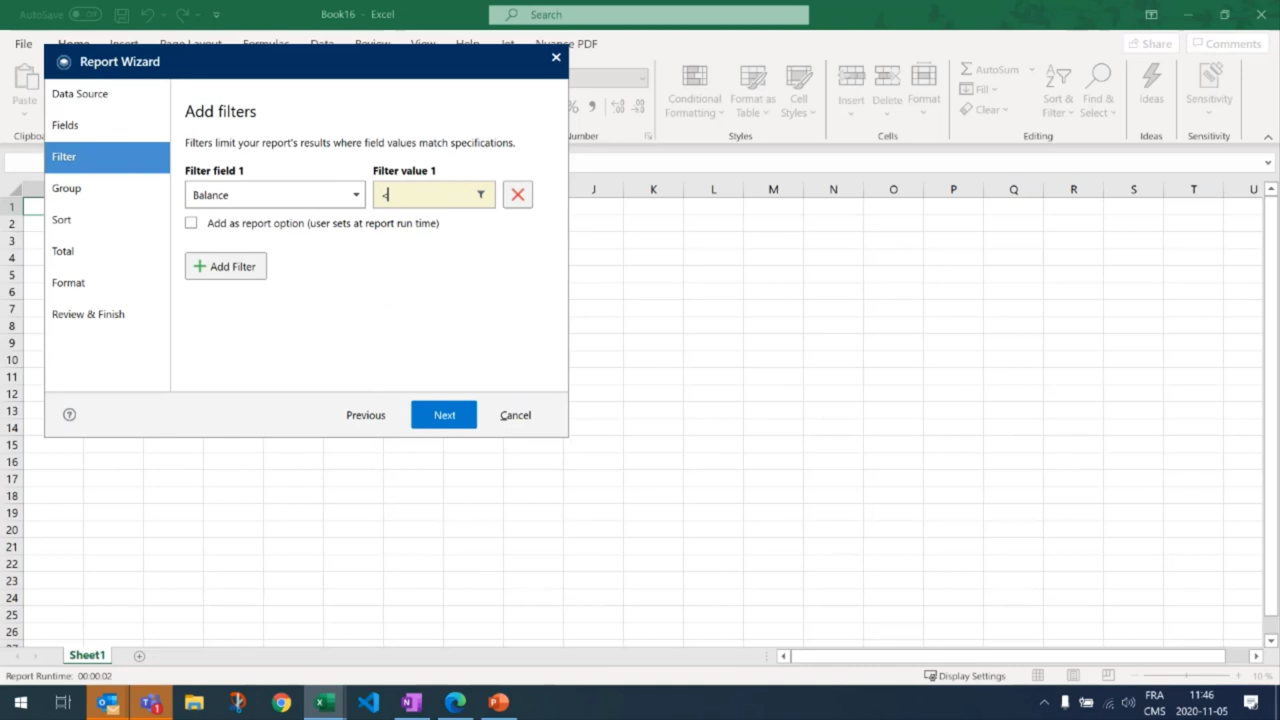 AutoSave Off
Book16 - Excel
Search
File Home Insert Page Layout Formulas Data Review View Help Jet Nuance PDF
Share Comments
Paste
Clipboa
% 9
Number
Conditional Formatting
Format as Table
Cell Styles
Styles
Insert Delete Format
Cells
AutoSum
Fill
Clear
Sort & Filter
Find & Select
Editing
Ideas
Ideas
Sensitivity
Sensitivity
Report Wizard
Data Source
Fields
Filter
Group
Sort
Total
Format
Review & Finish
Add filters
Filters limit your report's results where field values match specifications.
Filter field 1 Filter value 1
Balance <
Add as report option (user sets at report run time)
Add Filter
Previous Next Cancel
J K L M N O P Q R S T U
1
2
3
4
5
6
7
8
9
10
11
12
13
14
15
16
17
18
19
20
21
22
23
24
25
26
27
Sheet1
Report Runtime: 00:00:02
Display Settings
10 %
1
FRA
CMS
11:46
2020-11-05